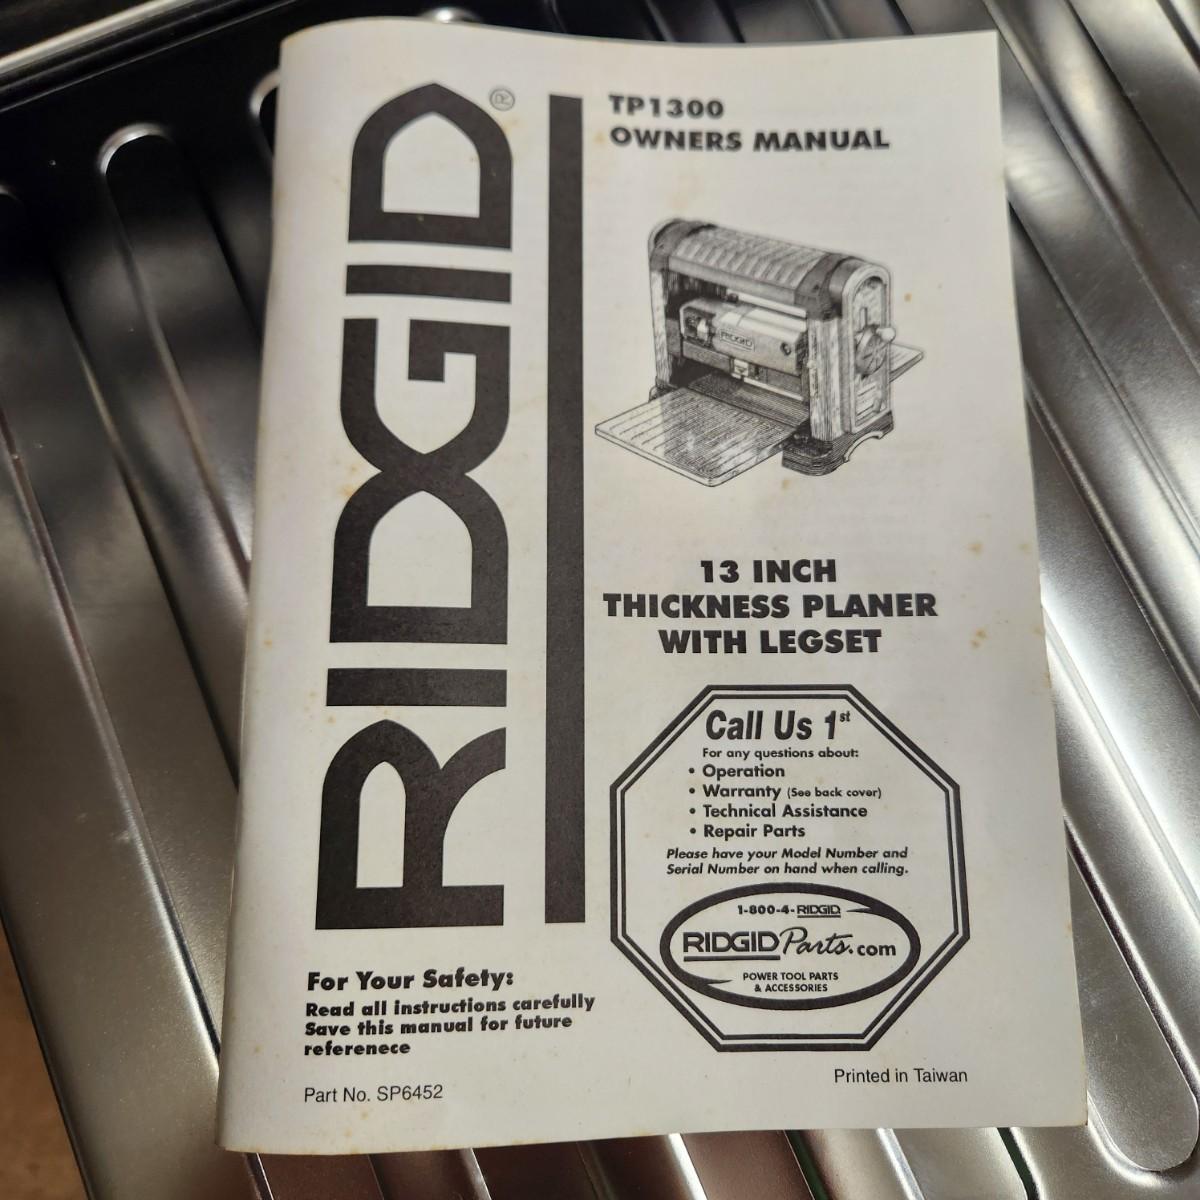 RIDGID®
TP1300
OWNERS MANUAL
RIDGID
13 INCH
THICKNESS PLANER
WITH LEGSET
Call Us 1st
For any questions about:
• Operation
• Warranty (See back cover)
• Technical Assistance
• Repair Parts
Please have your Model Number and
Serial Number on hand when calling.
1-800-4-RIDGID
RIDGID Parts.com
POWER TOOL PARTS
& ACCESSORIES
For Your Safety:
Read all instructions carefully
Save this manual for future
referenece
Part No. SP6452
Printed in Taiwan